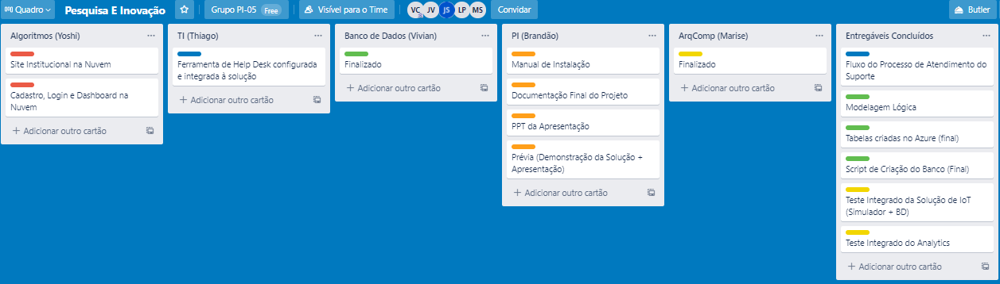 Quadro
Pesquisa E Inovação
Grupo PI-05 Free
Visível para o Time
VC JV JS LP MS
Convidar
Butler
Algoritmos (Yoshi)
Site Institucional na Nuvem
Cadastro, Login e Dashboard na
Nuvem
+ Adicionar outro cartão
TI (Thiago)
Ferramenta de Help Desk configurada
e integrada à solução
+ Adicionar outro cartão
Banco de Dados (Vivian)
Finalizado
+ Adicionar outro cartão
PI (Brandão)
Manual de Instalação
Documentação Final do Projeto
PPT da Apresentação
Prévia (Demonstração da Solução +
Apresentação)
+ Adicionar outro cartão
ArqComp (Marise)
Finalizado
+ Adicionar outro cartão
Entregáveis Concluídos
Fluxo do Processo de Atendimento do
Suporte
Modelagem Lógica
Tabelas criadas no Azure (final)
Script de Criação do Banco (Final)
Teste Integrado da Solução de IoT
(Simulador + BD)
Teste Integrado do Analytics
+ Adicionar outro cartão